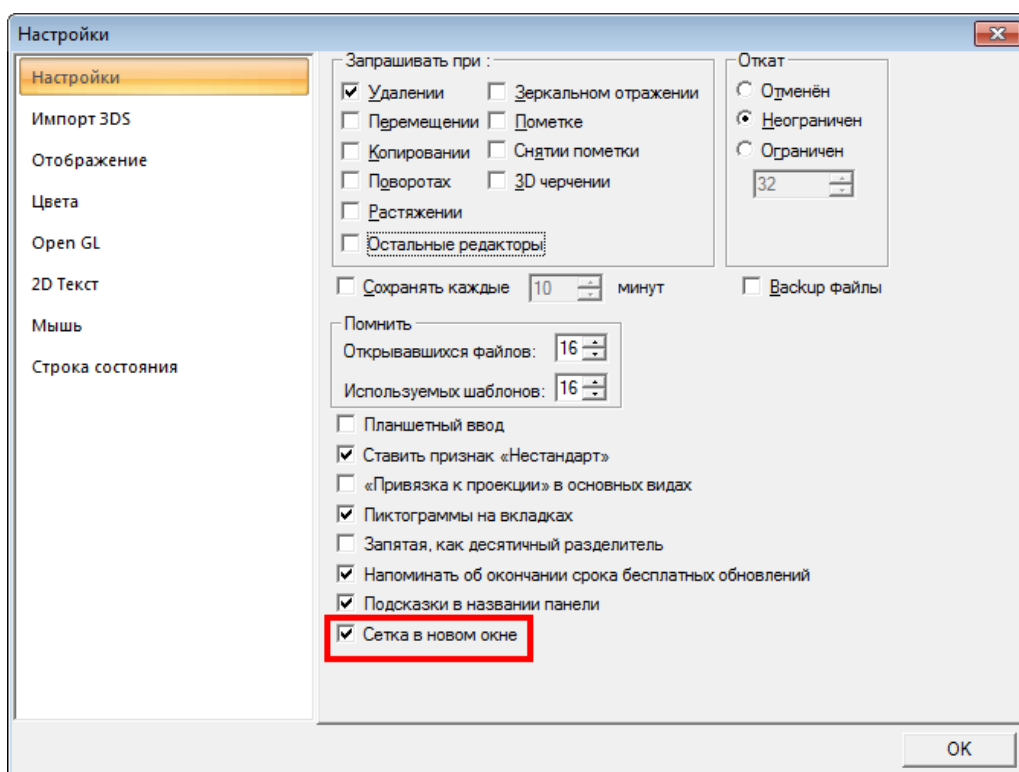 Настройки
Настройки
Импорт 3DS
Отображение
Цвета
Open GL
2D Текст
Мышь
Строка состояния
Запрашивать при :
Удалении Зеркальном отражении
Перемещении Пометке
Копировании Снятии пометки
Поворотах 3D черчении
Растяжении
Остальные редакторы
Откат
Отменён
Неограничен
Ограничен
32
Сохранять каждые 10 минут Backup файлы
Помнить
Открывавшихся файлов: 16
Используемых шаблонов: 16
Планшетный ввод
Ставить признак «Нестандарт»
«Привязка к проекции» в основных видах
Пиктограммы на вкладках
Запятая, как десятичный разделитель
Напоминать об окончании срока бесплатных обновлений
Подсказки в названии панели
Сетка в новом окне
OK